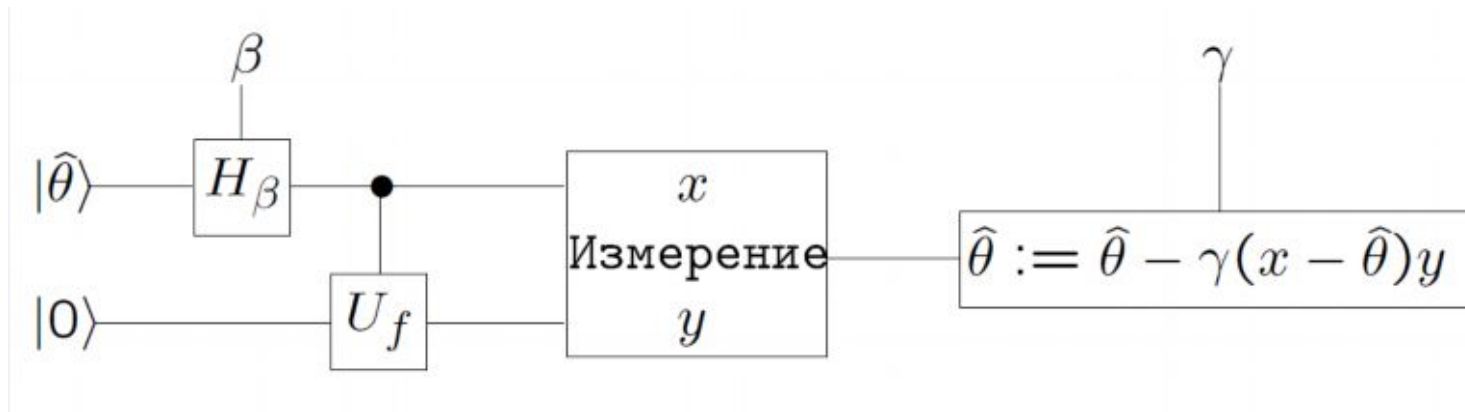 β
γ
|θ̂⟩
H_β
x
Измерение
θ̂ := θ̂ − γ(x − θ̂)y
|0⟩
U_f
y